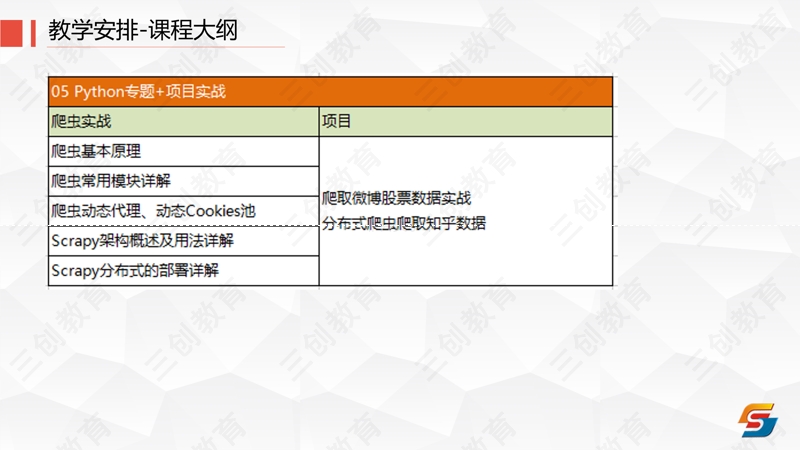 教学安排-课程大纲
05 Python专题+项目实战
爬虫实战
项目
爬虫基本原理
爬虫常用模块详解
爬虫动态代理、动态Cookies池
Scrapy架构概述及用法详解
Scrapy分布式的部署详解
爬取微博股票数据实战
分布式爬虫爬取知乎数据
三创教育